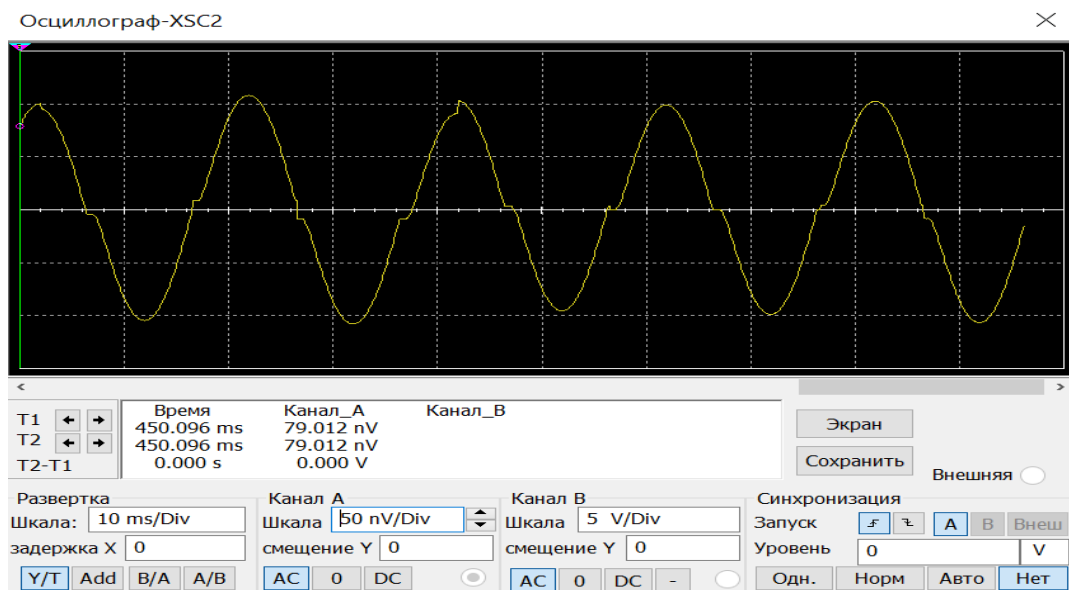 Осциллограф-XSC2
T1
T2
T2-T1
Время Канал_A Канал_B
450.096 ms 79.012 nV
450.096 ms 79.012 nV
0.000 s 0.000 V
Экран
Сохранить
Внешняя
Развертка
Шкала: 10 ms/Div
задержка X 0
Y/T Add B/A A/B
Канал A
Шкала 50 nV/Div
смещение Y 0
AC 0 DC
Канал B
Шкала 5 V/Div
смещение Y 0
AC 0 DC -
Синхронизация
Запуск A B Внеш
Уровень 0 V
Одн. Норм Авто Нет